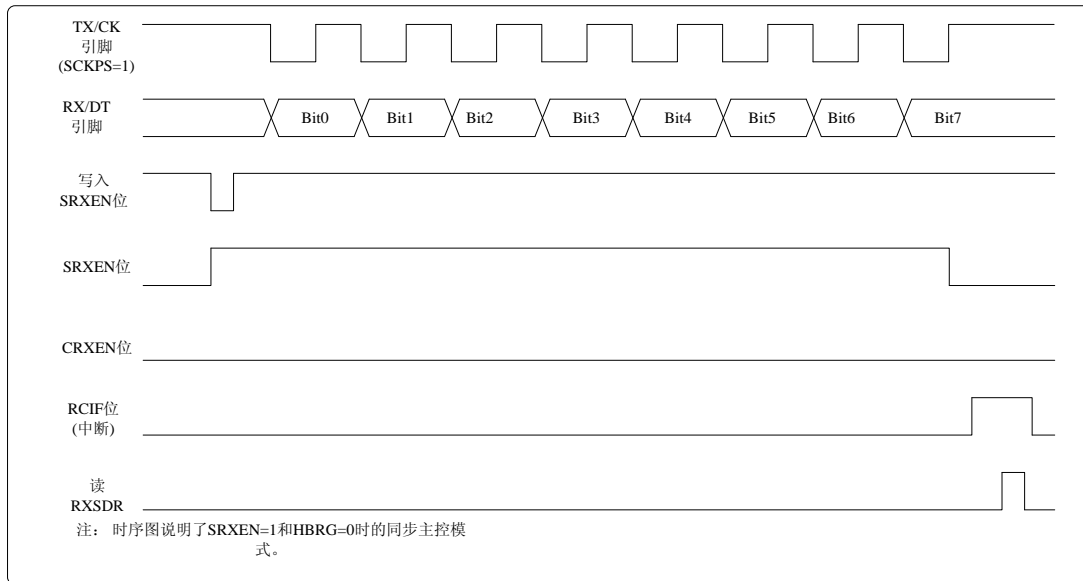 TX/CK
引脚
(SCKPS=1)
RX/DT
引脚
Bit0 Bit1 Bit2 Bit3 Bit4 Bit5 Bit6 Bit7
写入
SRXEN位
SRXEN位
CRXEN位
RCIF位
(中断)
读
RXSDR
注： 时序图说明了SRXEN=1和HBRG=0时的同步主控模
式。